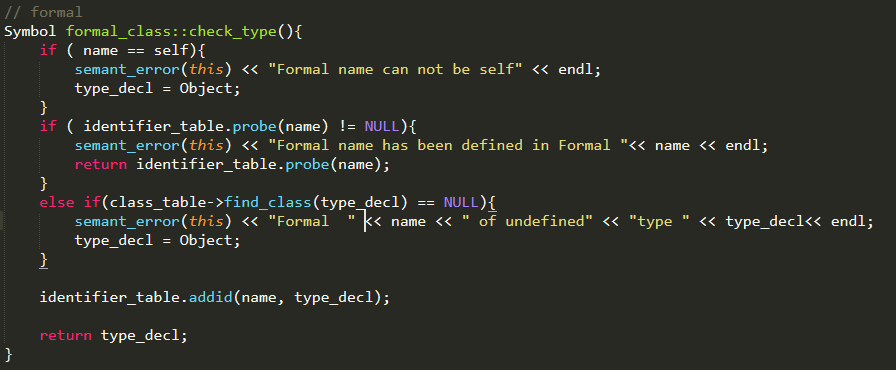 // formal
Symbol formal_class::check_type(){
    if ( name == self){
        semant_error(this) << "Formal name can not be self" << endl;
        type_decl = Object;
    }
    if ( identifier_table.probe(name) != NULL){
        semant_error(this) << "Formal name has been defined in Formal "<< name << endl;
        return identifier_table.probe(name);
    }
    else if(class_table->find_class(type_decl) == NULL){
        semant_error(this) << "Formal  " << name << " of undefined" << "type " << type_decl<< endl;
        type_decl = Object;
    }

    identifier_table.addid(name, type_decl);

    return type_decl;
}